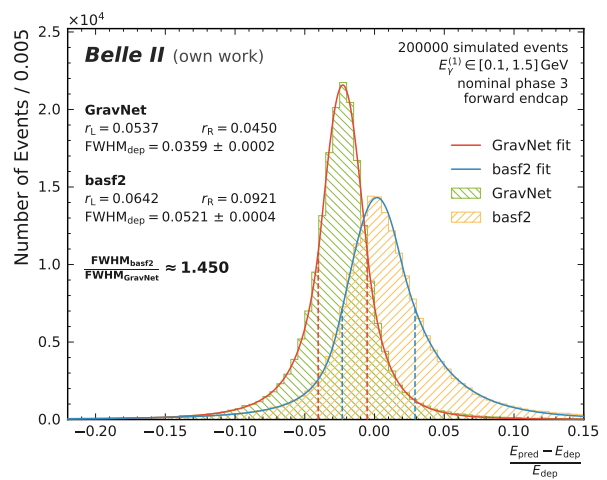 ×10⁴
Belle II (own work)
200000 simulated events
E_γ^(1) ∈ [0.1, 1.5] GeV
nominal phase 3
forward endcap
GravNet
r_L = 0.0537 r_R = 0.0450
FWHM_dep = 0.0359 ± 0.0002
basf2
r_L = 0.0642 r_R = 0.0921
FWHM_dep = 0.0521 ± 0.0004
FWHM_basf2 / FWHM_GravNet ≈ 1.450
GravNet fit
basf2 fit
GravNet
basf2
Number of Events / 0.005
2.5
2.0
1.5
1.0
0.5
0.0
−0.20 −0.15 −0.10 −0.05 0.00 0.05 0.10 0.15
E_pred − E_dep
E_dep